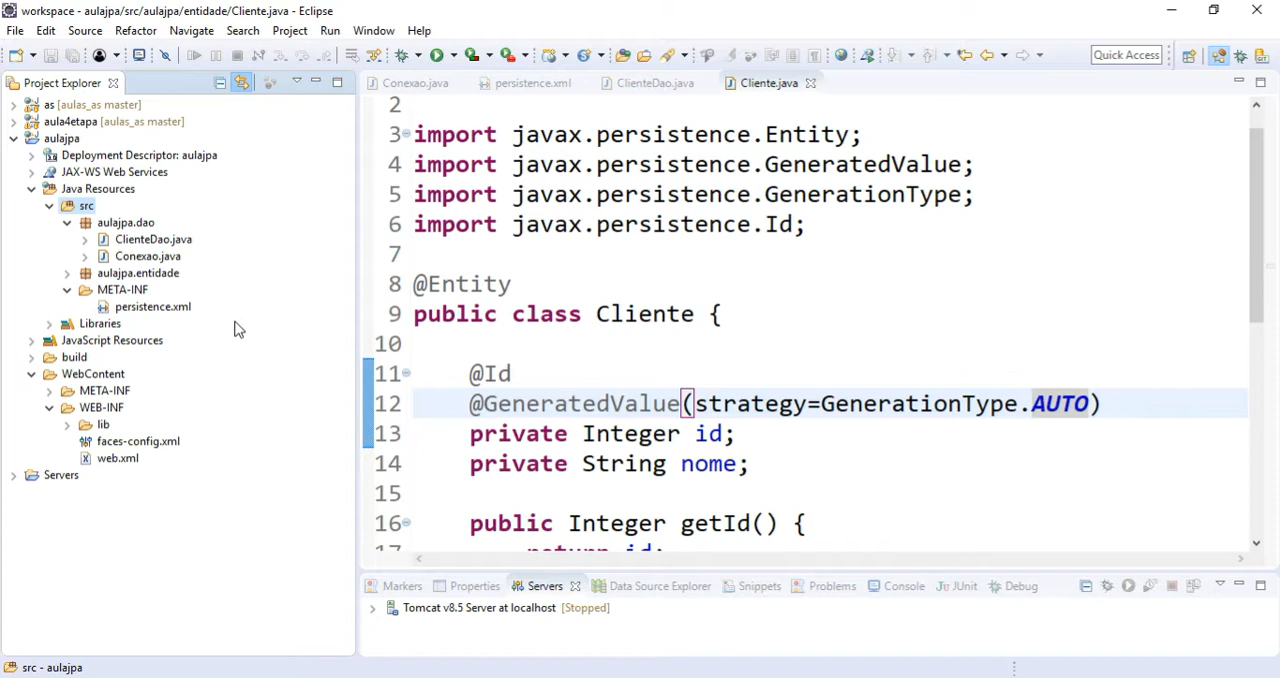 workspace - aulajpa/src/aulajpa/entidade/Cliente.java - Eclipse
File Edit Source Refactor Navigate Search Project Run Window Help
Quick Access
Project Explorer
as [aulas_as master]
aula4etapa [aulas_as master]
aulajpa
Deployment Descriptor: aulajpa
JAX-WS Web Services
Java Resources
src
aulajpa.dao
ClienteDao.java
Conexao.java
aulajpa.entidade
META-INF
persistence.xml
Libraries
JavaScript Resources
build
WebContent
META-INF
WEB-INF
lib
faces-config.xml
web.xml
Servers
Conexao.java persistence.xml ClienteDao.java Cliente.java
2
3 import javax.persistence.Entity;
4 import javax.persistence.GeneratedValue;
5 import javax.persistence.GenerationType;
6 import javax.persistence.Id;
7
8 @Entity
9 public class Cliente {
10
11 @Id
12 @GeneratedValue(strategy=GenerationType.AUTO)
13 private Integer id;
14 private String nome;
15
16 public Integer getId() {
17 return id;
Markers Properties Servers Data Source Explorer Snippets Problems Console JUnit Debug
Tomcat v8.5 Server at localhost [Stopped]
src - aulajpa